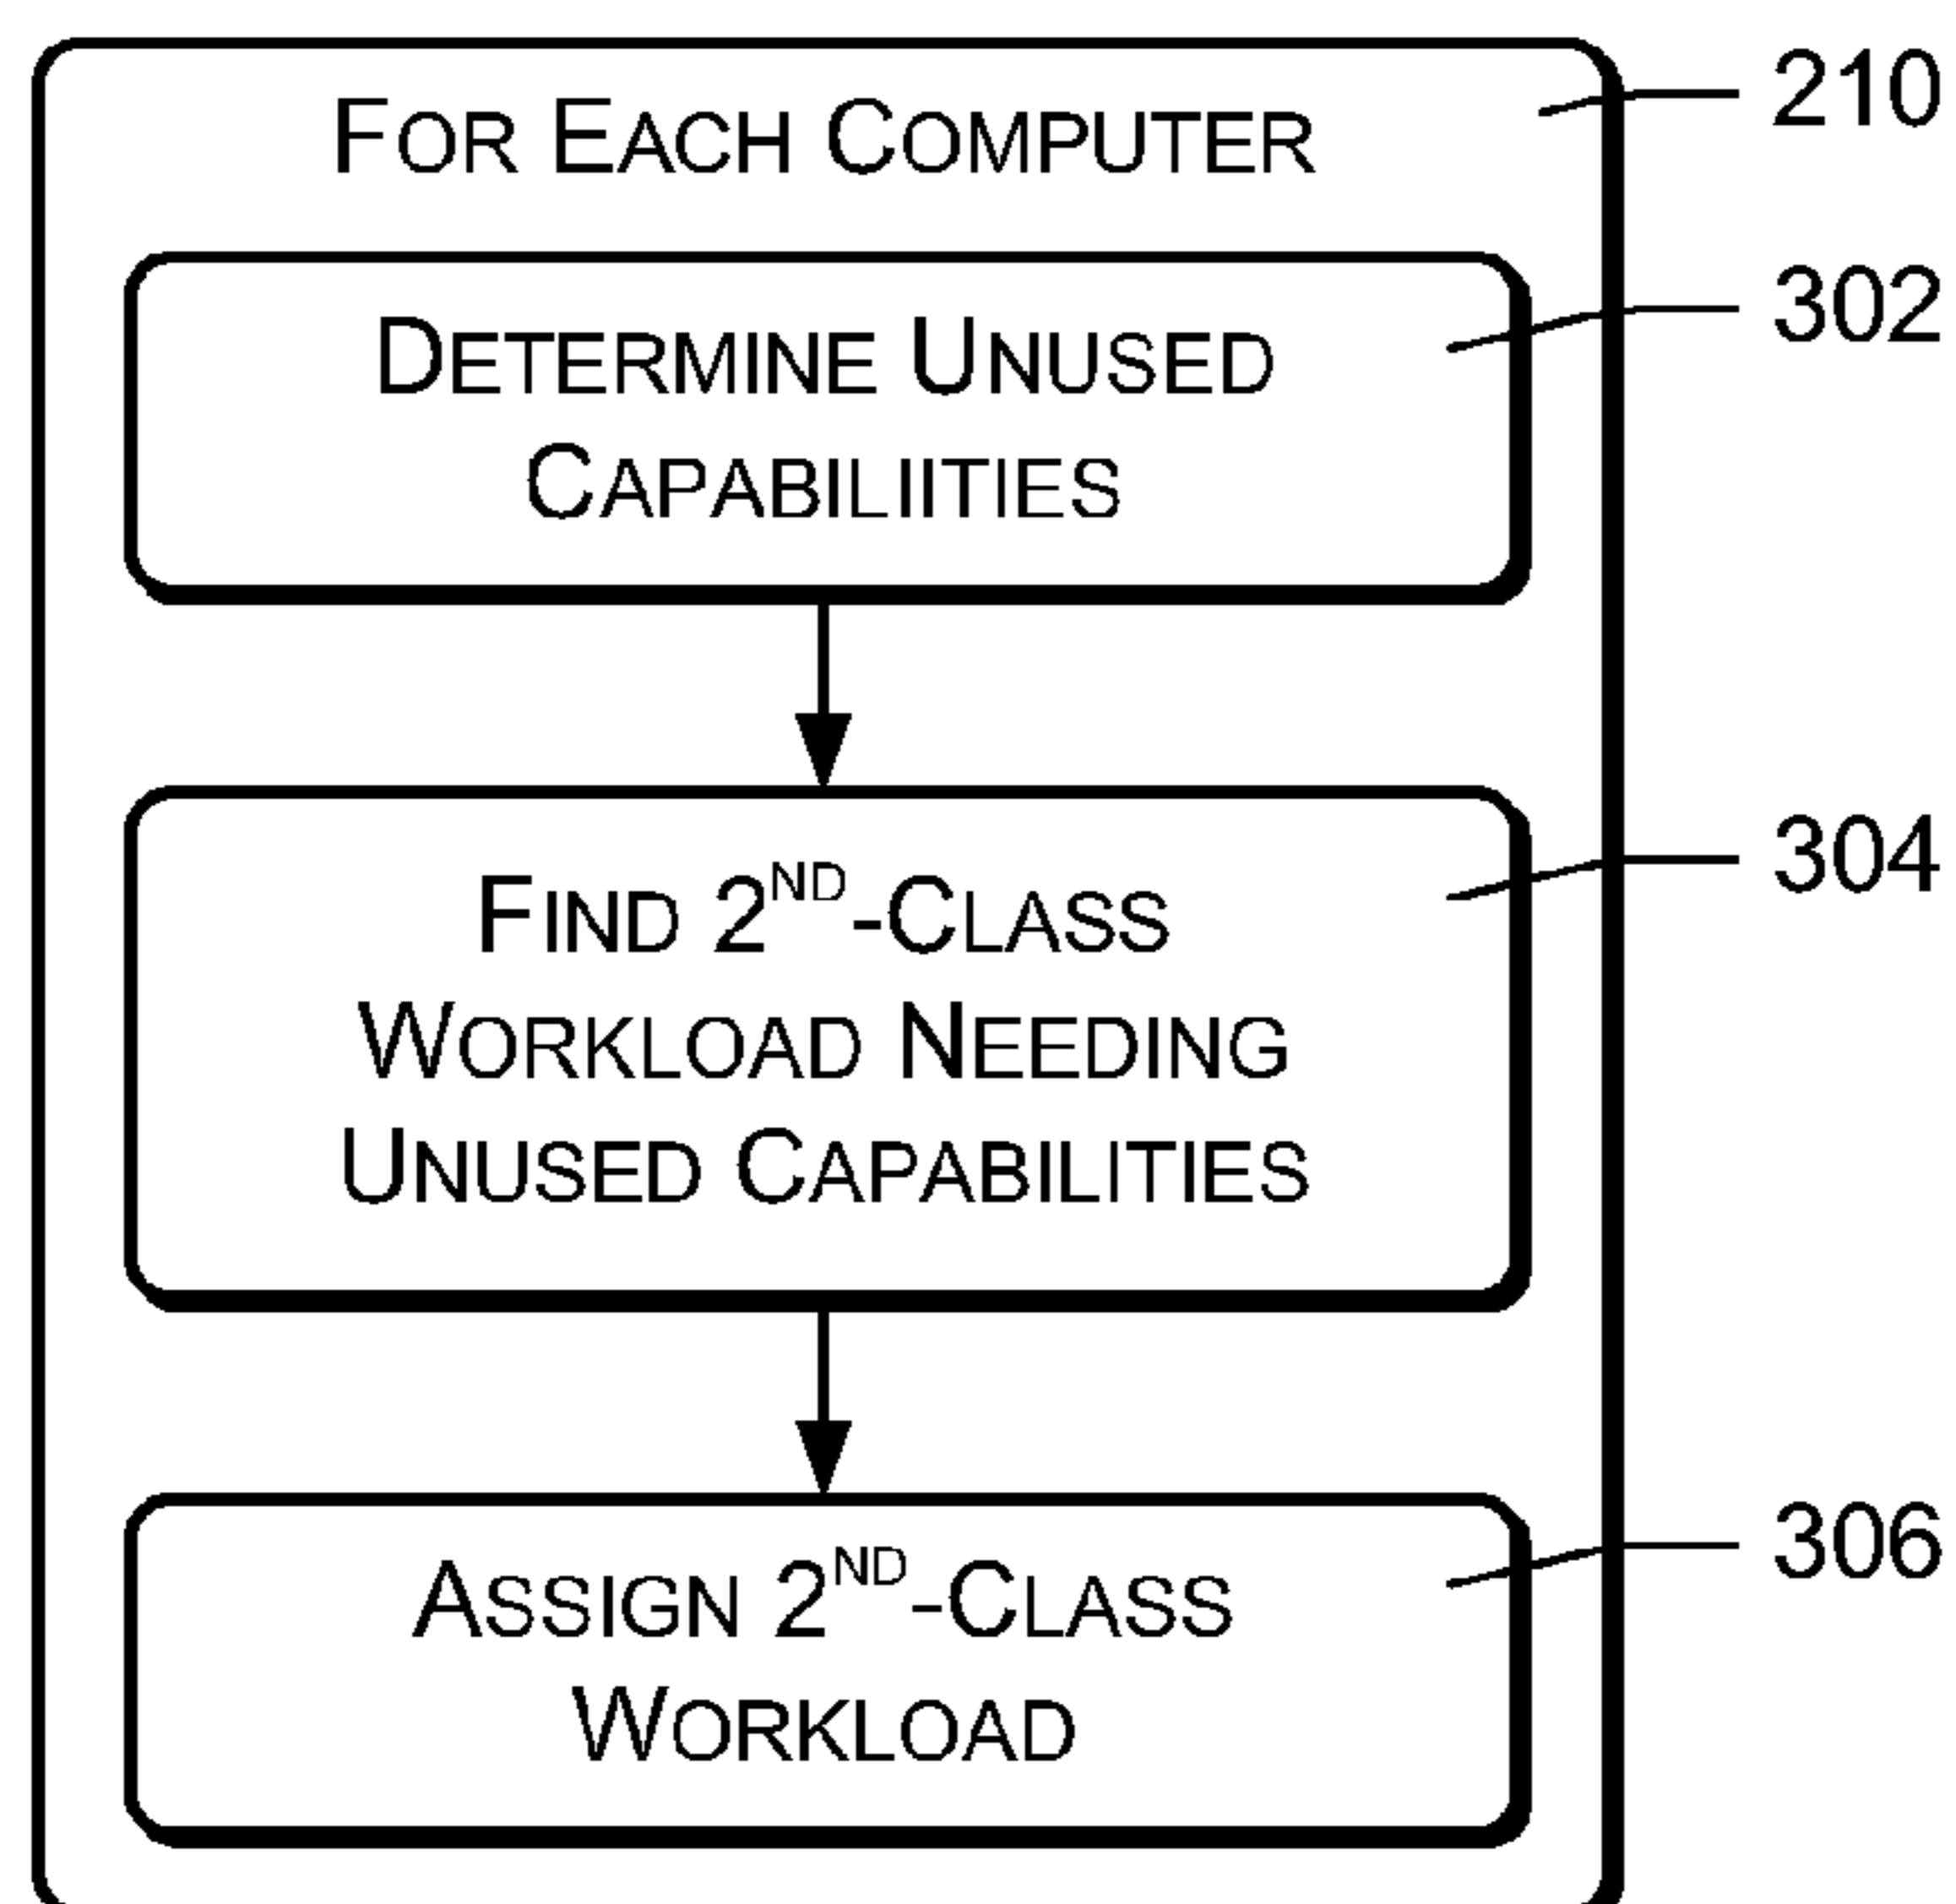 FOR EACH COMPUTER
210
DETERMINE UNUSED
CAPABILIITIES
302
FIND 2ND-CLASS
WORKLOAD NEEDING
UNUSED CAPABILITIES
304
ASSIGN 2ND-CLASS
WORKLOAD
306